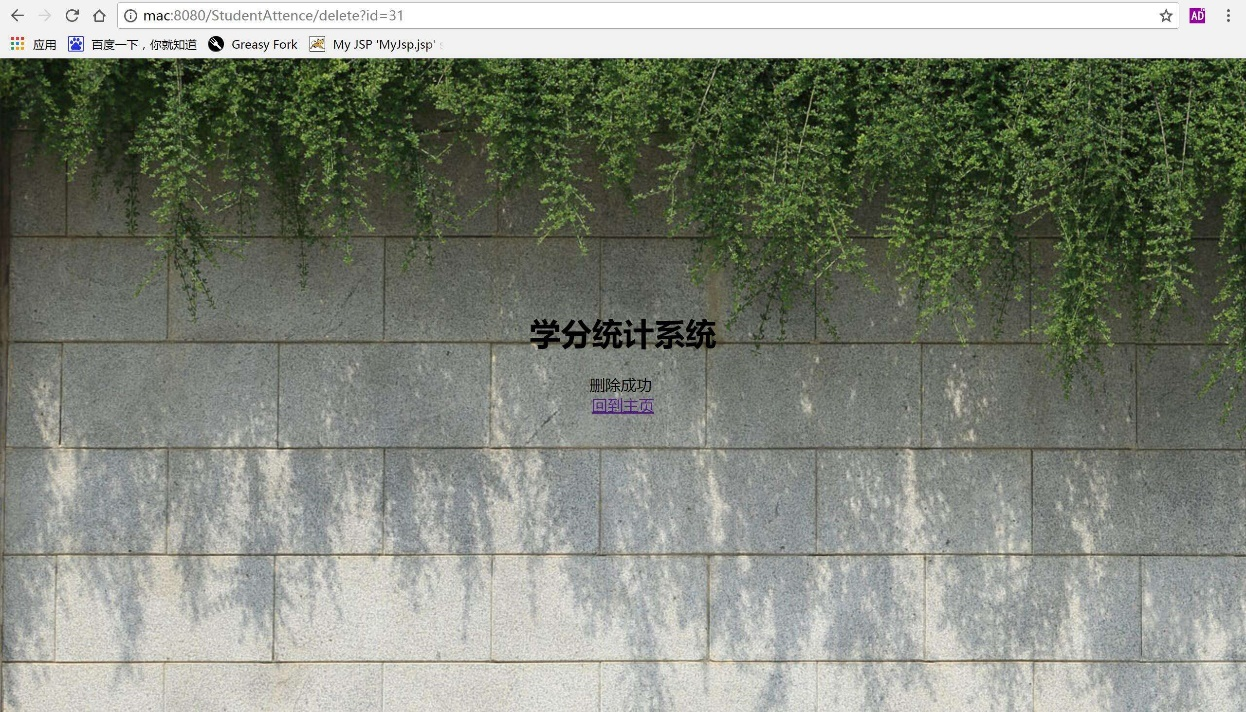 mac:8080/StudentAttence/delete?id=31
AD
应用 百度一下，你就知道 Greasy Fork My JSP 'MyJsp.jsp'
学分统计系统
删除成功
回到主页